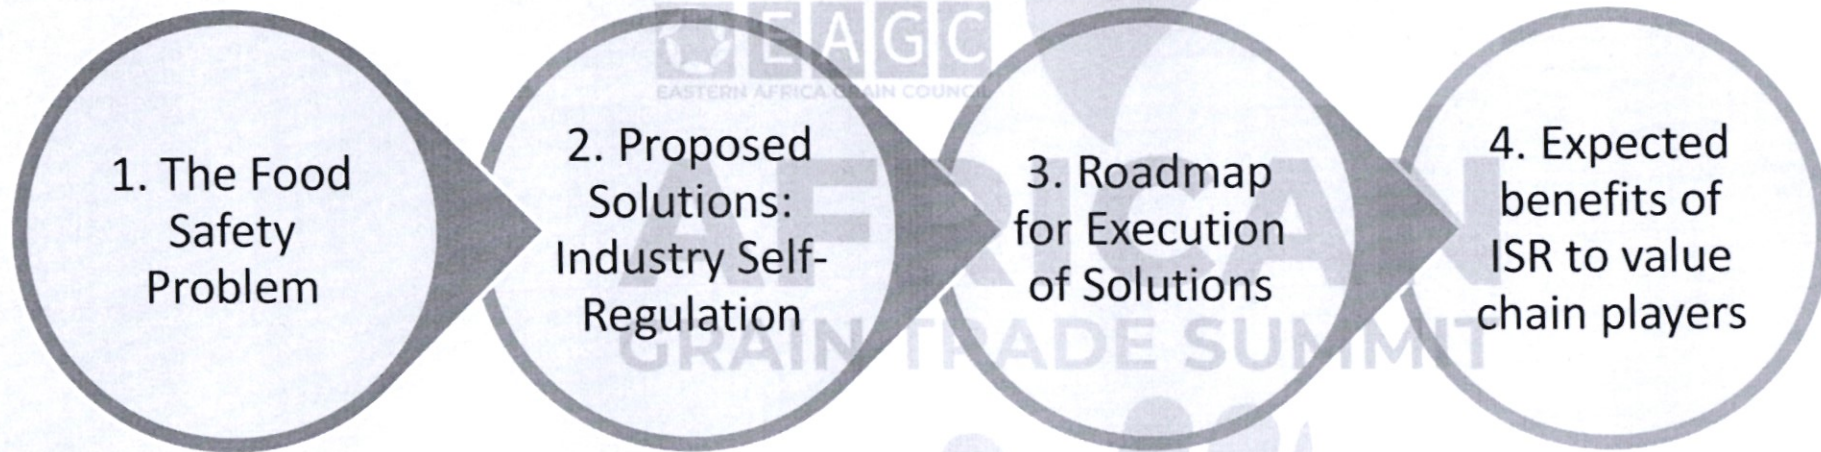 EAGC
EASTERN AFRICA GRAIN COUNCIL
AFRICAN
GRAIN TRADE SUMMIT
1. The Food
Safety
Problem
2. Proposed
Solutions:
Industry Self-
Regulation
3. Roadmap
for Execution
of Solutions
4. Expected
benefits of
ISR to value
chain players